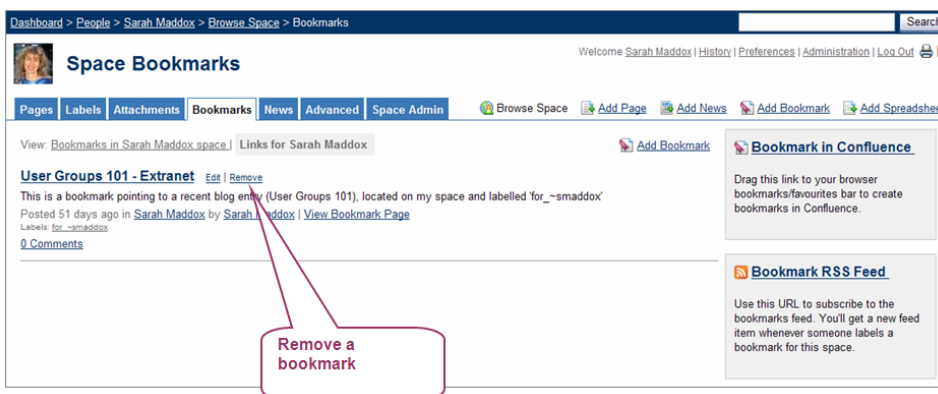 Dashboard > People > Sarah Maddox > Browse Space > Bookmarks
Search
Welcome Sarah Maddox | History | Preferences | Administration | Log Out
Space Bookmarks
Pages Labels Attachments Bookmarks News Advanced Space Admin
Browse Space Add Page Add News Add Bookmark Add Spreadshe
View: Bookmarks in Sarah Maddox space | Links for Sarah Maddox
Add Bookmark
User Groups 101 - Extranet Edit | Remove
This is a bookmark pointing to a recent blog entry (User Groups 101), located on my space and labelled 'for_~smaddox'
Posted 51 days ago in Sarah Maddox by Sarah Maddox | View Bookmark Page
Labels: for_~smaddox
0 Comments
Remove a
bookmark
Bookmark in Confluence
Drag this link to your browser
bookmarks/favourites bar to create
bookmarks in Confluence.
Bookmark RSS Feed
Use this URL to subscribe to the
bookmarks feed. You'll get a new feed
item whenever someone labels a
bookmark for this space.